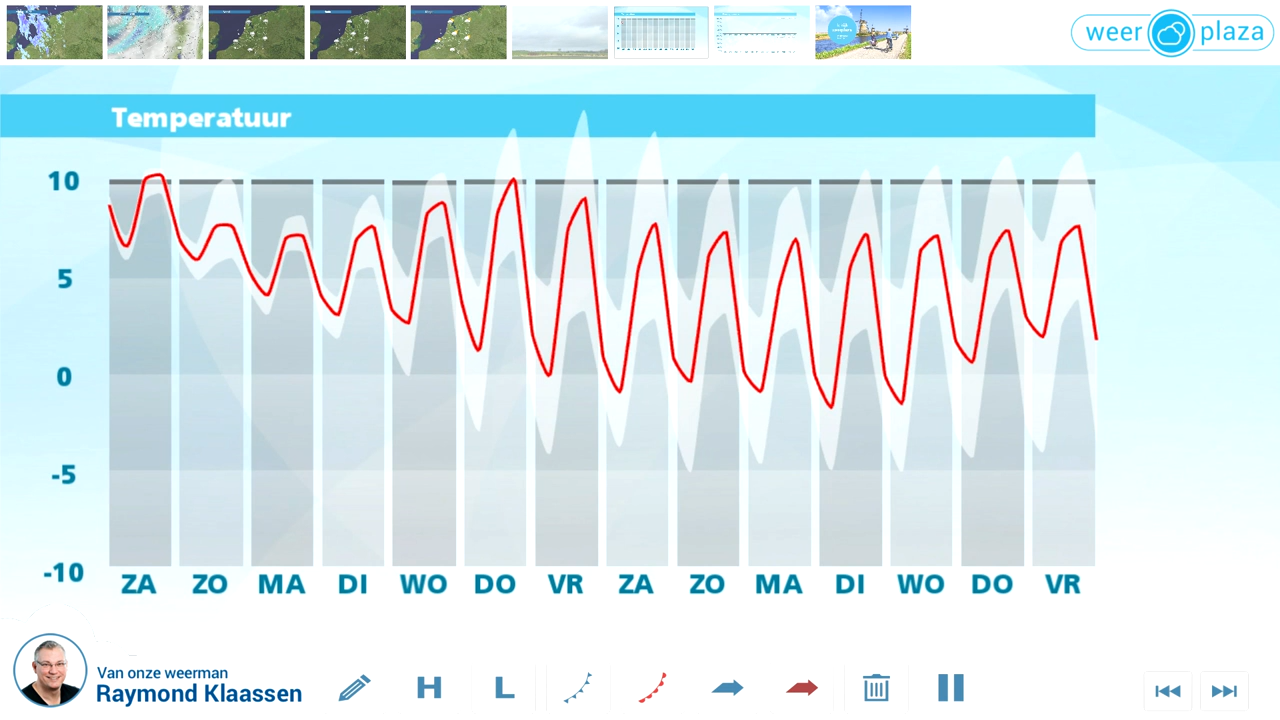 weer plaza
Temperatuur
10
5
0
-5
-10
ZA ZO MA DI WO DO VR ZA ZO MA DI WO DO VR
Van onze weerman
Raymond Klaassen
H L